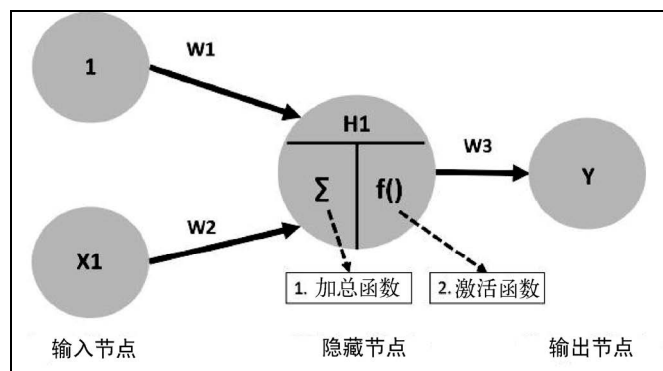 1
W1
H1
Σ
f()
W3
Y
X1
W2
1. 加总函数
2. 激活函数
输入节点
隐藏节点
输出节点